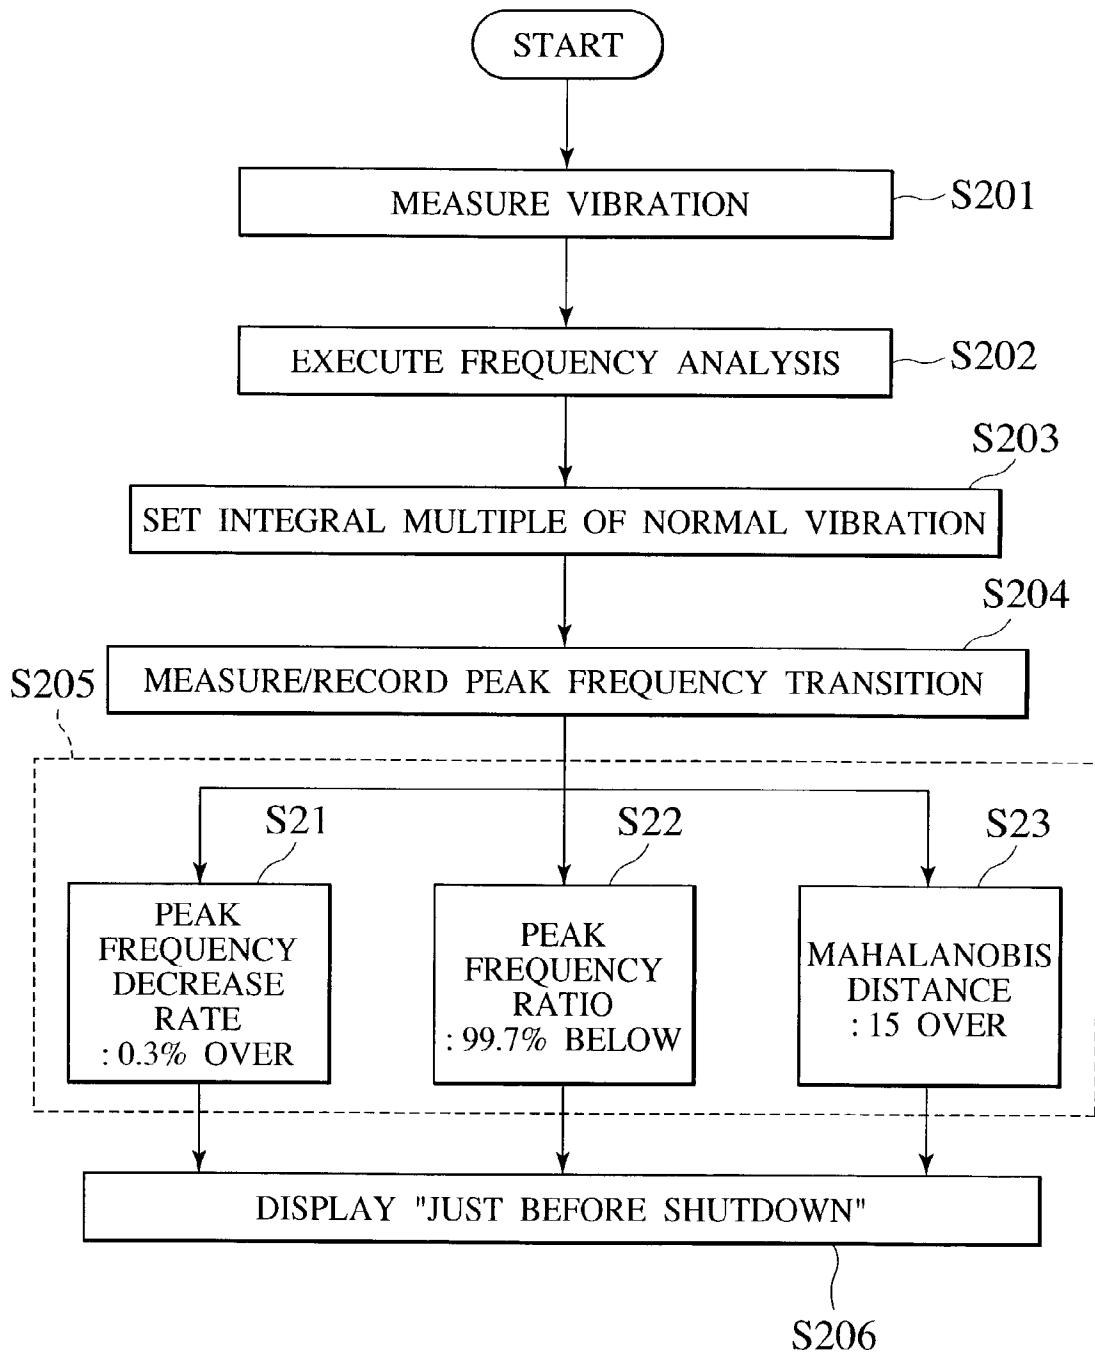 START
MEASURE VIBRATION
S201
EXECUTE FREQUENCY ANALYSIS
S202
S203
SET INTEGRAL MULTIPLE OF NORMAL VIBRATION
S204
MEASURE/RECORD PEAK FREQUENCY TRANSITION
S205
S21
PEAK
FREQUENCY
DECREASE
RATE
: 0.3% OVER
S22
PEAK
FREQUENCY
RATIO
: 99.7% BELOW
S23
MAHALANOBIS
DISTANCE
: 15 OVER
DISPLAY "JUST BEFORE SHUTDOWN"
S206